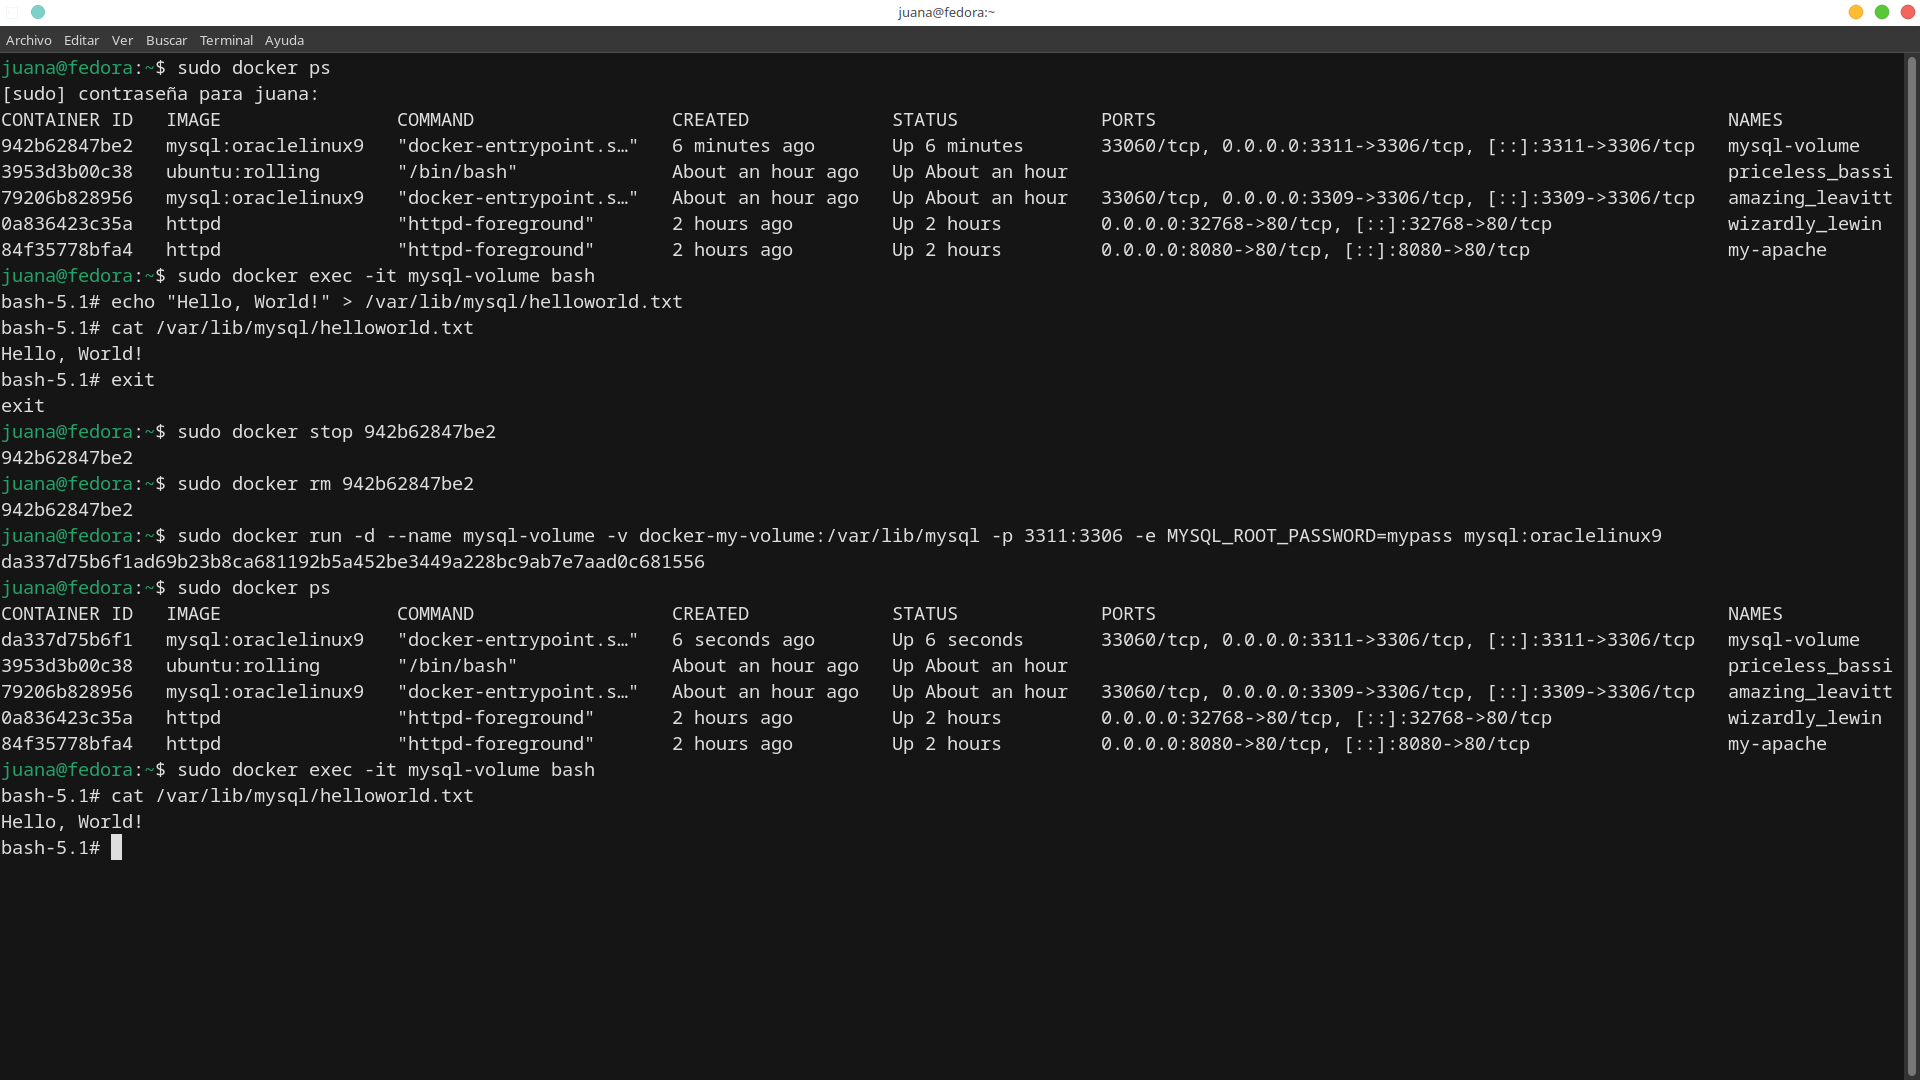 juana@fedora:~
Archivo Editar Ver Buscar Terminal Ayuda
juana@fedora:~$ sudo docker ps
[sudo] contraseña para juana:
CONTAINER ID   IMAGE                COMMAND                  CREATED             STATUS             PORTS                                                    NAMES
942b62847be2   mysql:oraclelinux9   "docker-entrypoint.s…"   6 minutes ago       Up 6 minutes       33060/tcp, 0.0.0.0:3311->3306/tcp, [::]:3311->3306/tcp   mysql-volume
3953d3b00c38   ubuntu:rolling       "/bin/bash"              About an hour ago   Up About an hour                                                            priceless_bassi
79206b828956   mysql:oraclelinux9   "docker-entrypoint.s…"   About an hour ago   Up About an hour   33060/tcp, 0.0.0.0:3309->3306/tcp, [::]:3309->3306/tcp   amazing_leavitt
0a836423c35a   httpd                "httpd-foreground"       2 hours ago         Up 2 hours         0.0.0.0:32768->80/tcp, [::]:32768->80/tcp                wizardly_lewin
84f35778bfa4   httpd                "httpd-foreground"       2 hours ago         Up 2 hours         0.0.0.0:8080->80/tcp, [::]:8080->80/tcp                  my-apache
juana@fedora:~$ sudo docker exec -it mysql-volume bash
bash-5.1# echo "Hello, World!" > /var/lib/mysql/helloworld.txt
bash-5.1# cat /var/lib/mysql/helloworld.txt
Hello, World!
bash-5.1# exit
exit
juana@fedora:~$ sudo docker stop 942b62847be2
942b62847be2
juana@fedora:~$ sudo docker rm 942b62847be2
942b62847be2
juana@fedora:~$ sudo docker run -d --name mysql-volume -v docker-my-volume:/var/lib/mysql -p 3311:3306 -e MYSQL_ROOT_PASSWORD=mypass mysql:oraclelinux9
da337d75b6f1ad69b23b8ca681192b5a452be3449a228bc9ab7e7aad0c681556
juana@fedora:~$ sudo docker ps
CONTAINER ID   IMAGE                COMMAND                  CREATED             STATUS             PORTS                                                    NAMES
da337d75b6f1   mysql:oraclelinux9   "docker-entrypoint.s…"   6 seconds ago       Up 6 seconds       33060/tcp, 0.0.0.0:3311->3306/tcp, [::]:3311->3306/tcp   mysql-volume
3953d3b00c38   ubuntu:rolling       "/bin/bash"              About an hour ago   Up About an hour                                                            priceless_bassi
79206b828956   mysql:oraclelinux9   "docker-entrypoint.s…"   About an hour ago   Up About an hour   33060/tcp, 0.0.0.0:3309->3306/tcp, [::]:3309->3306/tcp   amazing_leavitt
0a836423c35a   httpd                "httpd-foreground"       2 hours ago         Up 2 hours         0.0.0.0:32768->80/tcp, [::]:32768->80/tcp                wizardly_lewin
84f35778bfa4   httpd                "httpd-foreground"       2 hours ago         Up 2 hours         0.0.0.0:8080->80/tcp, [::]:8080->80/tcp                  my-apache
juana@fedora:~$ sudo docker exec -it mysql-volume bash
bash-5.1# cat /var/lib/mysql/helloworld.txt
Hello, World!
bash-5.1#